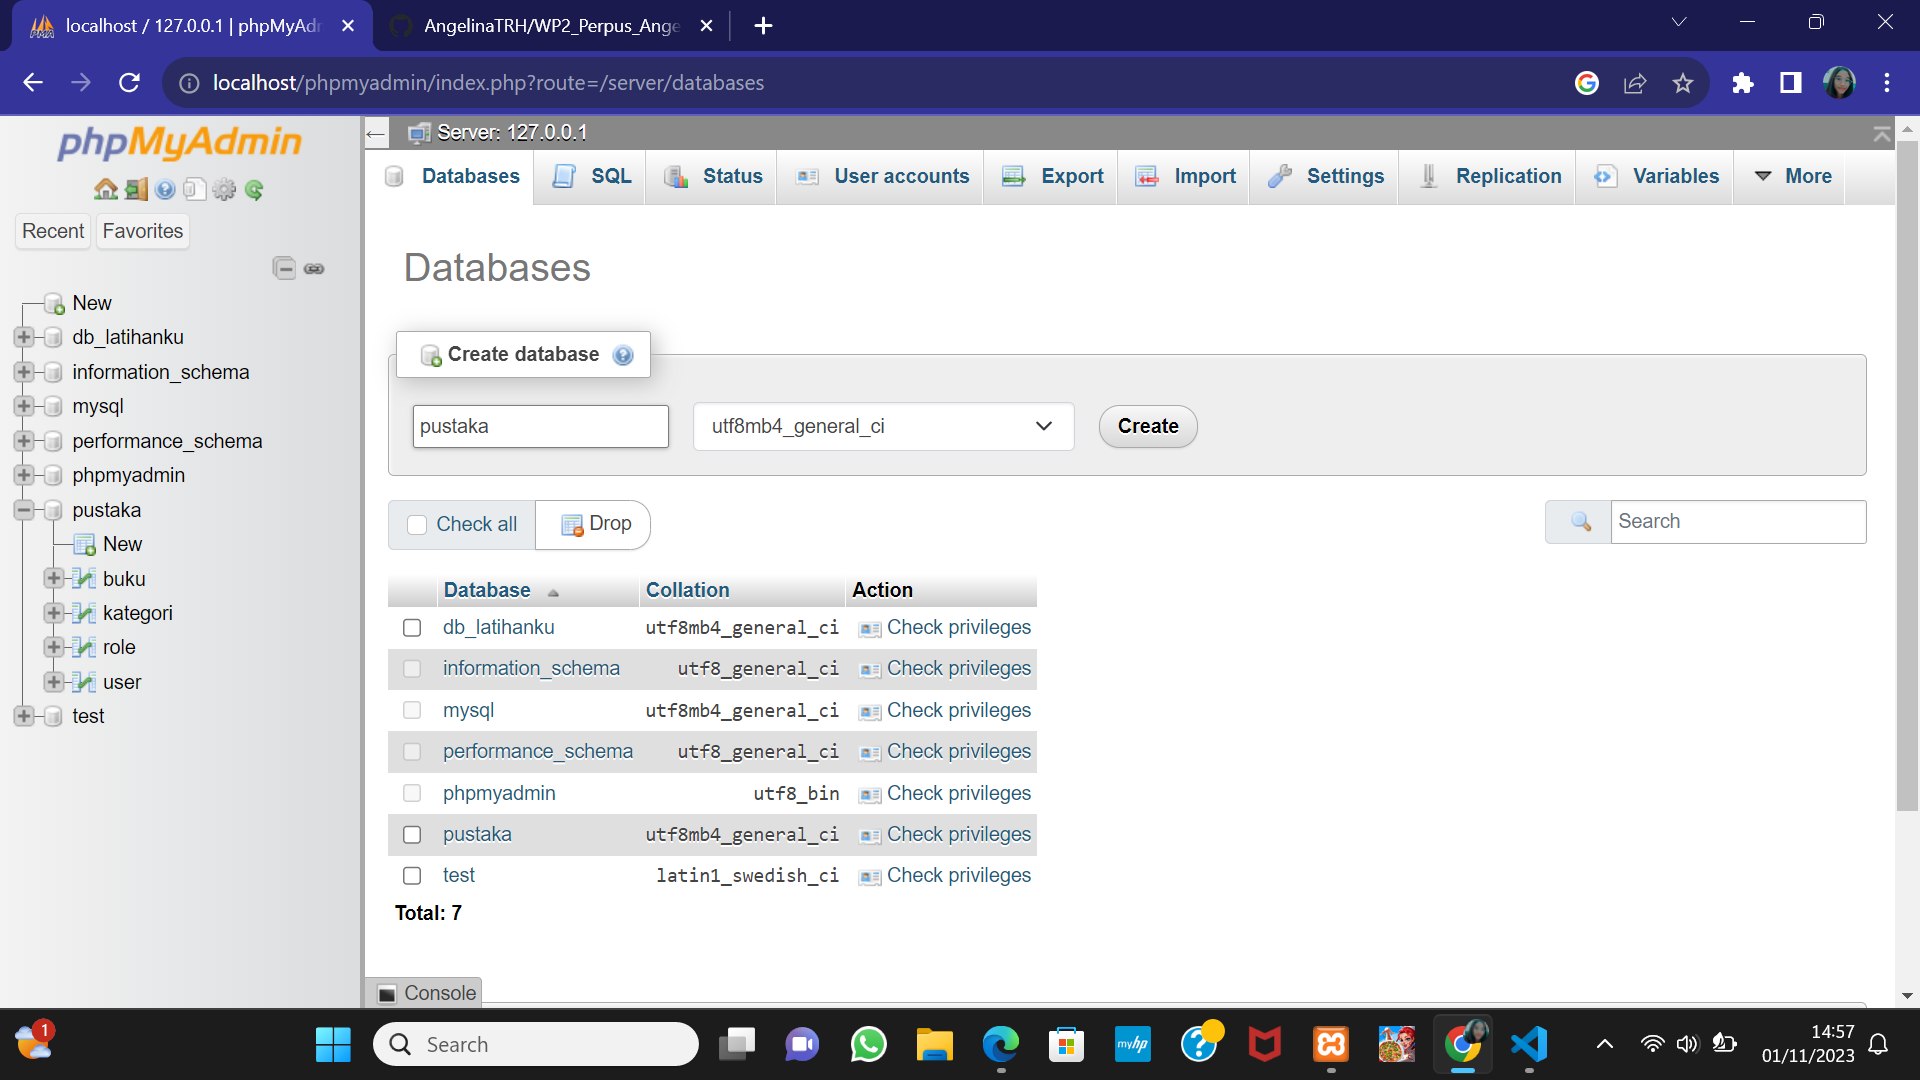 localhost / 127.0.0.1 | phpMyAdm
AngelinaTRH/WP2_Perpus_Ange
localhost/phpmyadmin/index.php?route=/server/databases
phpMyAdmin
Recent
Favorites
New
db_latihanku
information_schema
mysql
performance_schema
phpmyadmin
pustaka
New
buku
kategori
role
user
test
Server: 127.0.0.1
Databases
SQL
Status
User accounts
Export
Import
Settings
Replication
Variables
More
Databases
Create database
pustaka
utf8mb4_general_ci
Create
Check all
Drop
Search
Database Collation Action
db_latihanku utf8mb4_general_ci Check privileges
information_schema utf8_general_ci Check privileges
mysql utf8mb4_general_ci Check privileges
performance_schema utf8_general_ci Check privileges
phpmyadmin utf8_bin Check privileges
pustaka utf8mb4_general_ci Check privileges
test latin1_swedish_ci Check privileges
Total: 7
Console
1
Search
myhp
14:57
01/11/2023